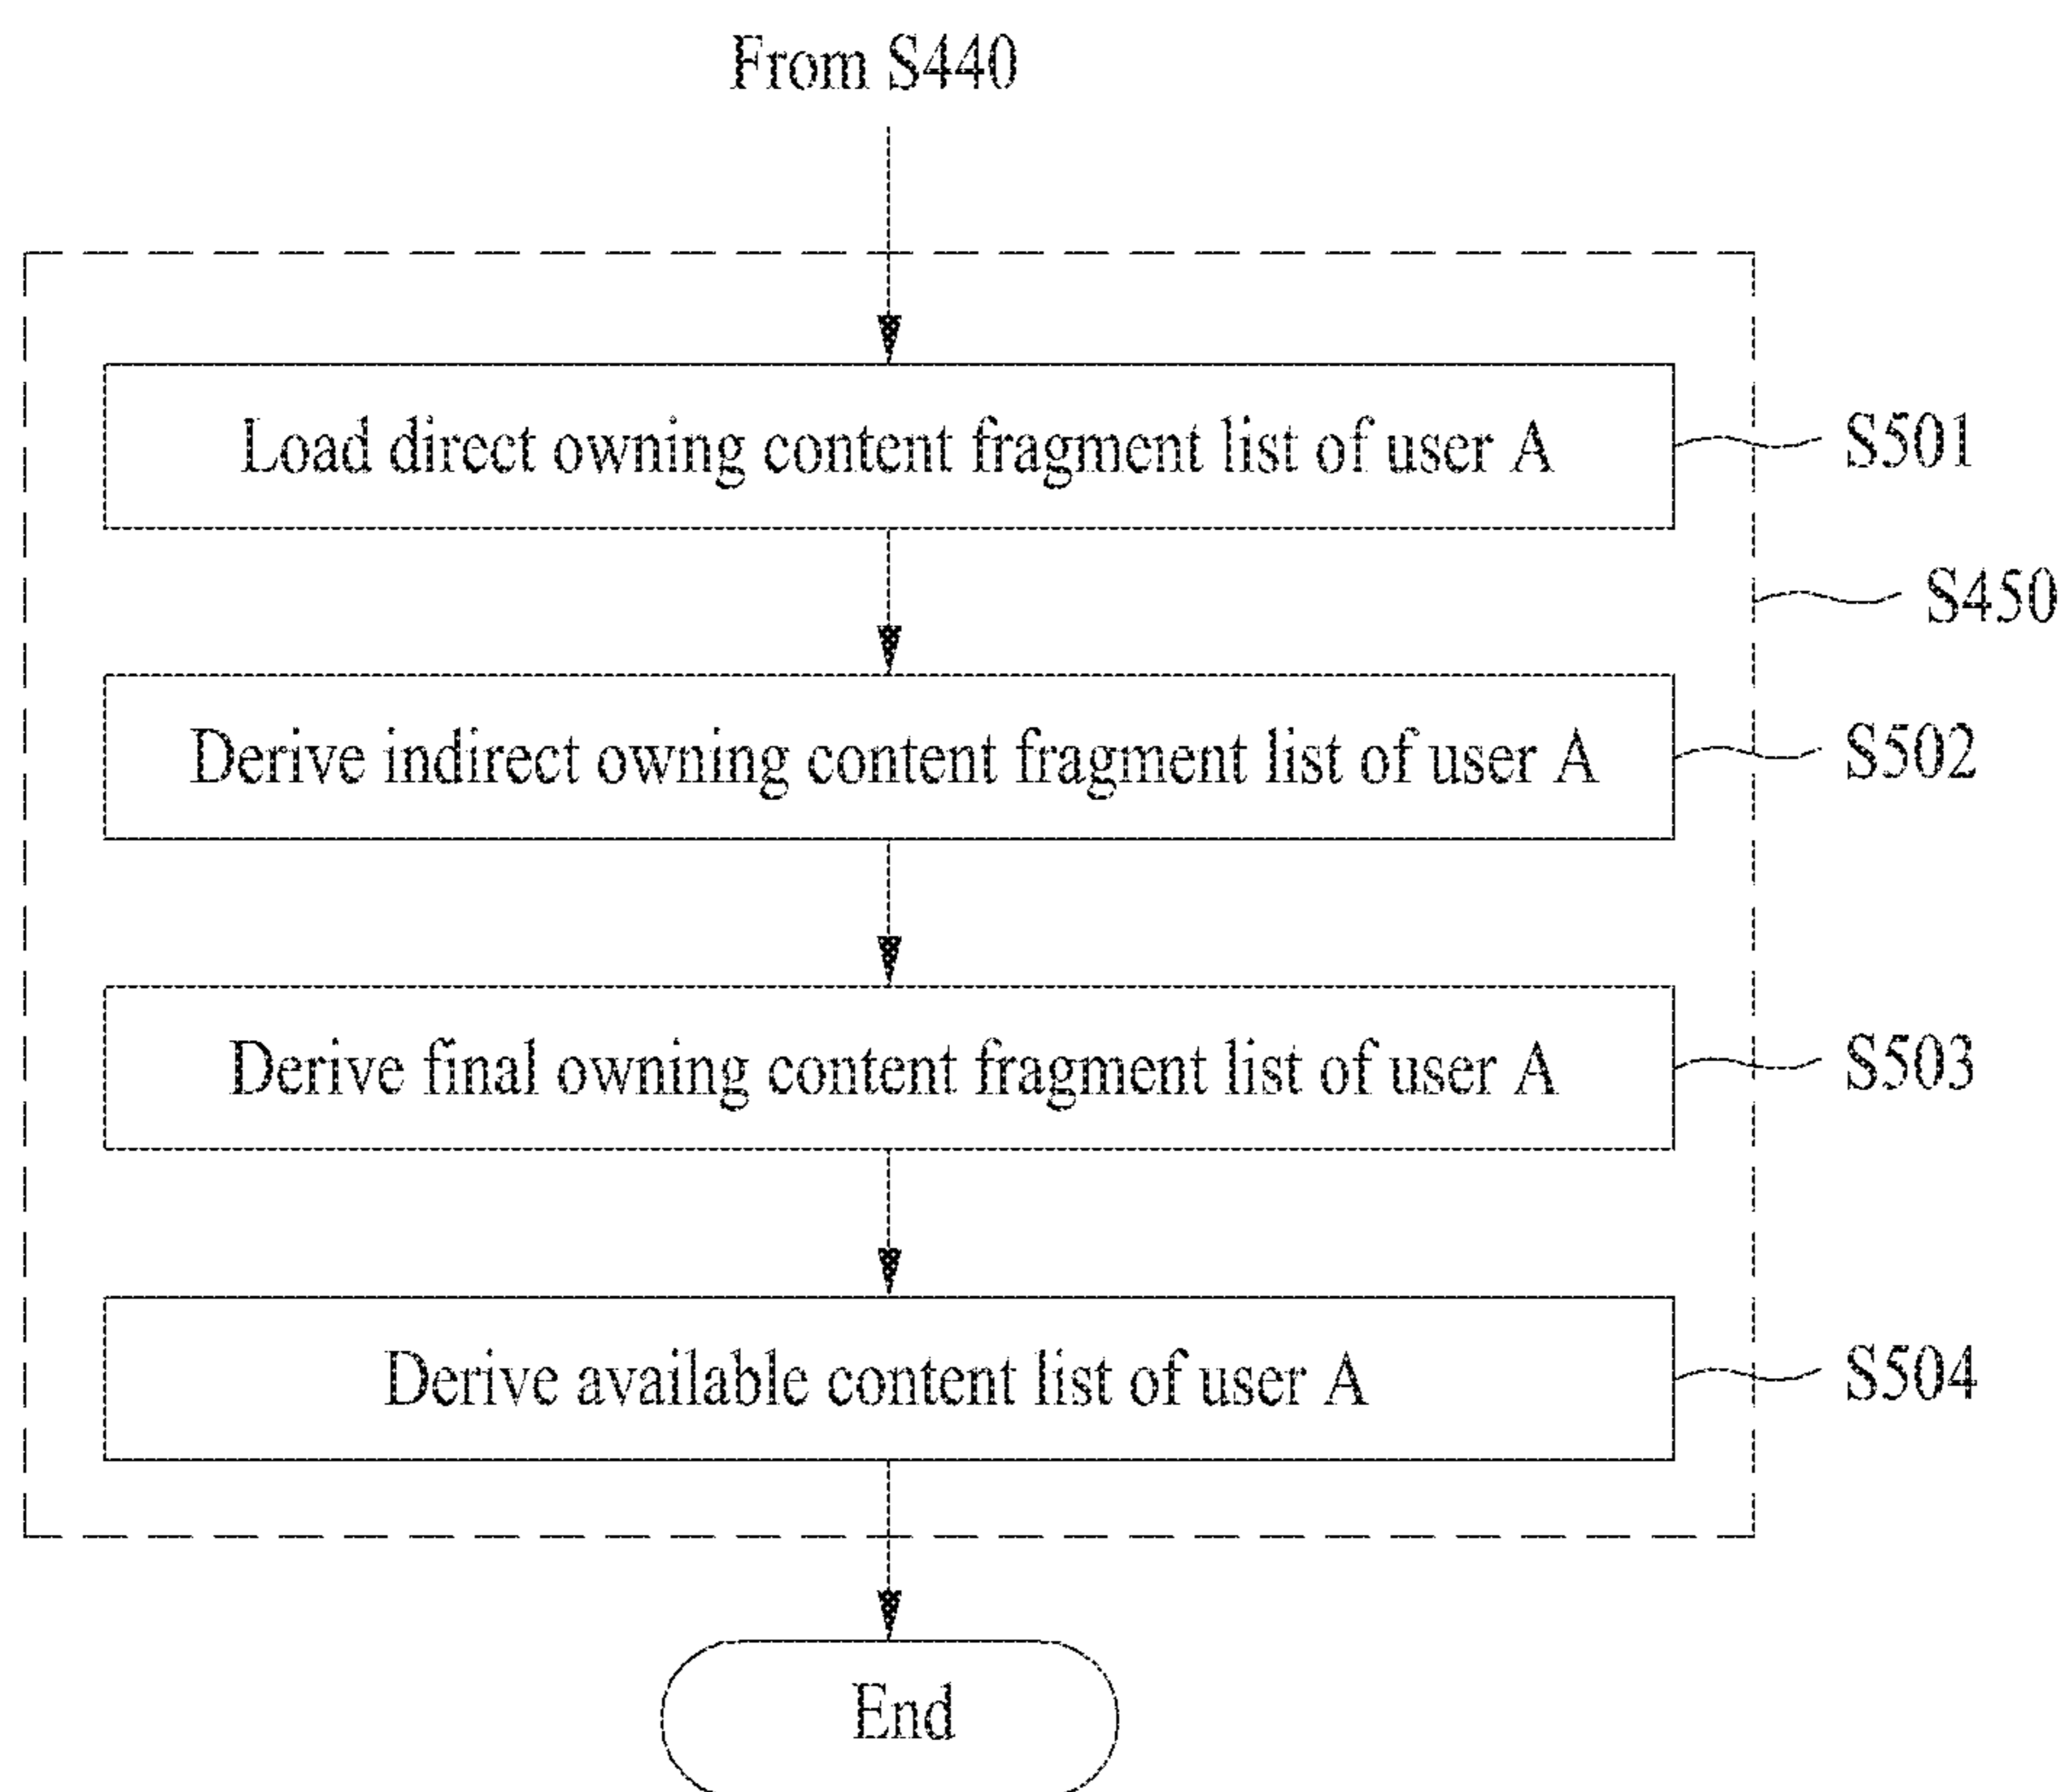 From S440
Load direct owning content fragment list of user A
S501
S450
Derive indirect owning content fragment list of user A
S502
Derive final owning content fragment list of user A
S503
Derive available content list of user A
S504
End